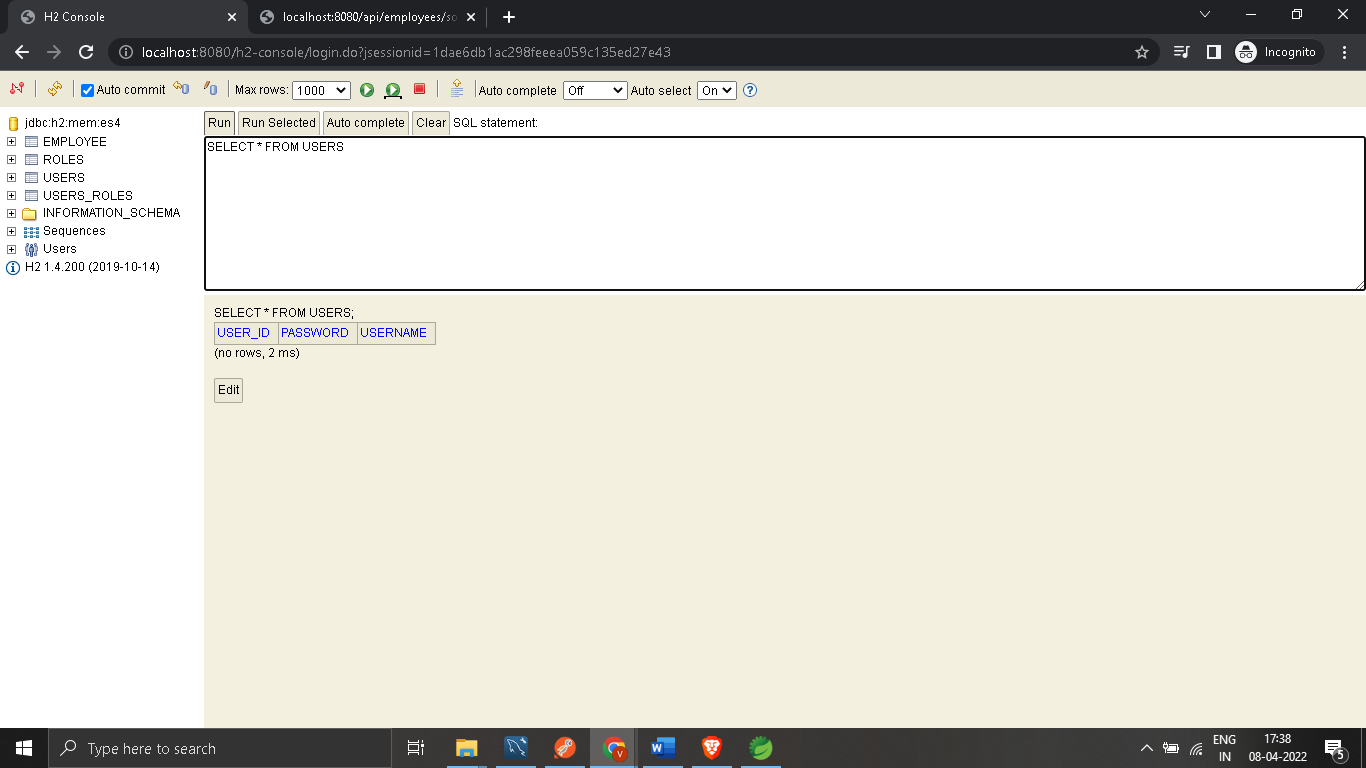 H2 Console
localhost:8080/api/employees/so
localhost:8080/h2-console/login.do?jsessionid=1dae6db1ac298feeea059c135ed27e43
Incognito
Auto commit
Max rows: 1000
Auto complete Off
Auto select On
jdbc:h2:mem:es4
EMPLOYEE
ROLES
USERS
USERS_ROLES
INFORMATION_SCHEMA
Sequences
Users
H2 1.4.200 (2019-10-14)
Run Run Selected Auto complete Clear SQL statement:
SELECT * FROM USERS
SELECT * FROM USERS;
USER_ID PASSWORD USERNAME
(no rows, 2 ms)
Edit
Type here to search
V
W
ENG
IN
17:38
08-04-2022
5